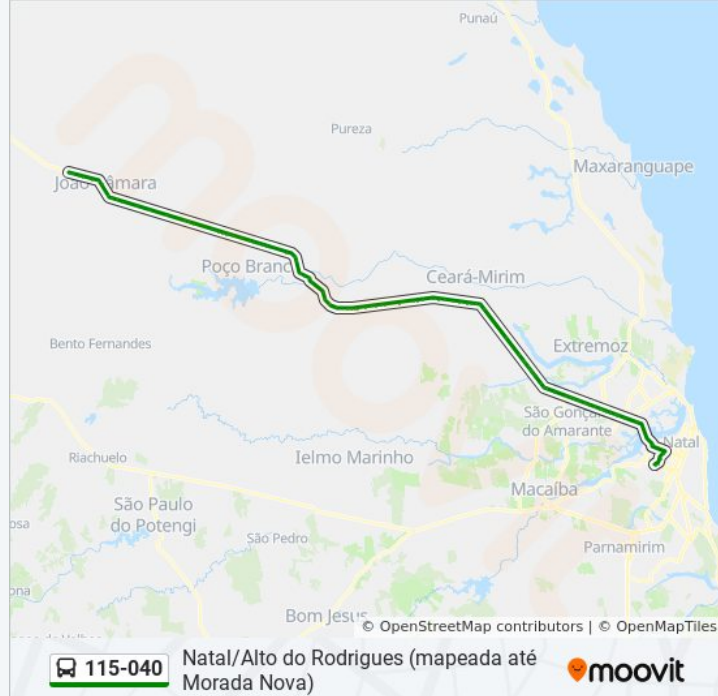 Punaú
Pureza
Maxaranguape
João Câmara
Poço Branco
Ceará-Mirim
Bento Fernandes
Extremoz
São Gonçalo
do Amarante
Natal
Riachuelo
Ielmo Marinho
Macaíba
São Paulo
do Potengi
São Pedro
Parnamirim
Bom Jesus
© OpenStreetMap contributors | © OpenMapTiles
115-040
Natal/Alto do Rodrigues (mapeada até
Morada Nova)
moovit